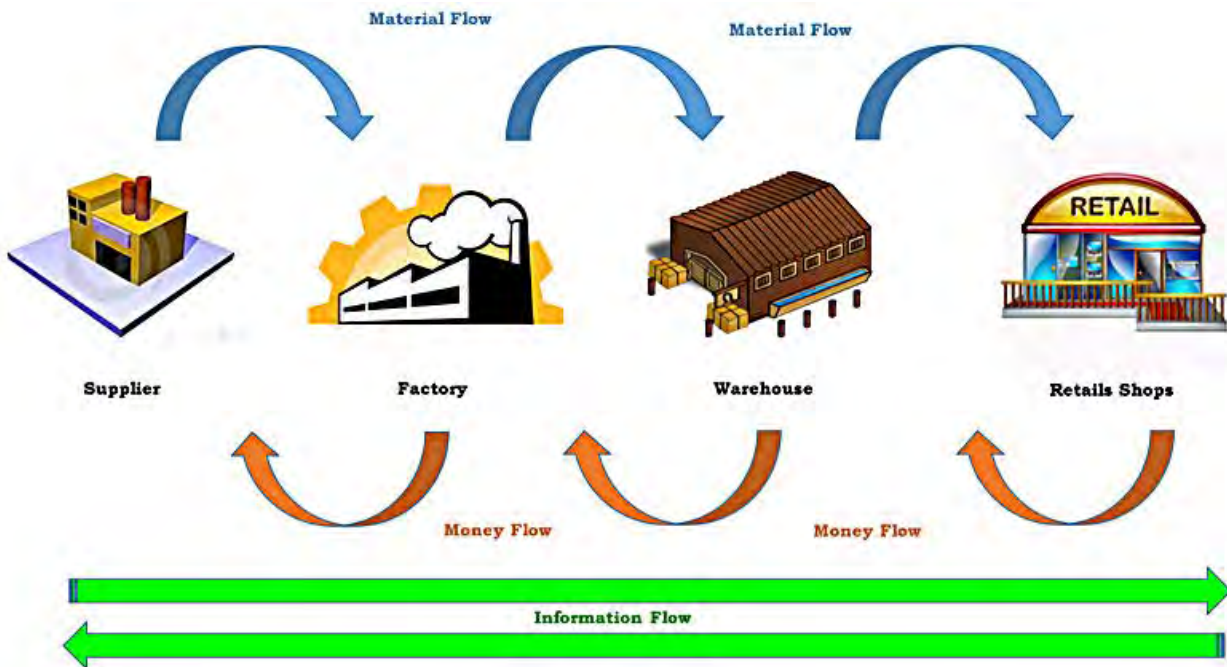 Material Flow
Material Flow
RETAIL
Supplier
Factory
Warehouse
Retails Shops
Money Flow
Money Flow
Information Flow